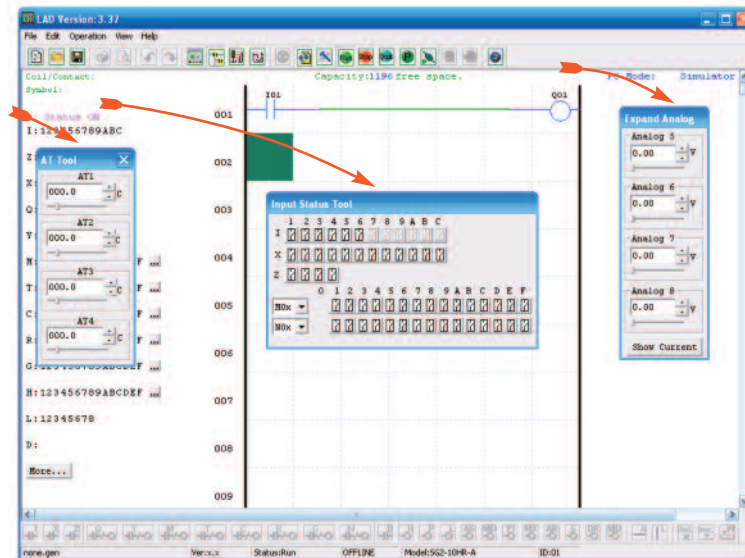 LAD Version:3.37
File Edit Operation View Help
Coil/Contact:
Capacity:1196 free space.
Mode: Simulator
Symbol:
Status ON
I:123456789ABC
Z:
X:
Q:
Y:
M:
F ...
T:
F ...
C:
F ...
R:
F ...
G:123456789ABCDEF ...
H:123456789ABCDEF ...
L:12345678
D:
More...
AT Tool
AT1
000.0 C
AT2
000.0 C
AT3
000.0 C
AT4
000.0 C
001
I01
Q01
002
003
004
005
006
007
008
009
Input Status Tool
1 2 3 4 5 6 7 8 9 A B C
I
X
Z
0 1 2 3 4 5 6 7 8 9 A B C D E F
M0x
N0x
Expand Analog
Analog 5
0.00 V
Analog 6
0.00 V
Analog 7
0.00 V
Analog 8
0.00 V
Show Current
none.gen Ver:x.x Status:Run OFFLINE Model:SG2-10HR-A ID:01